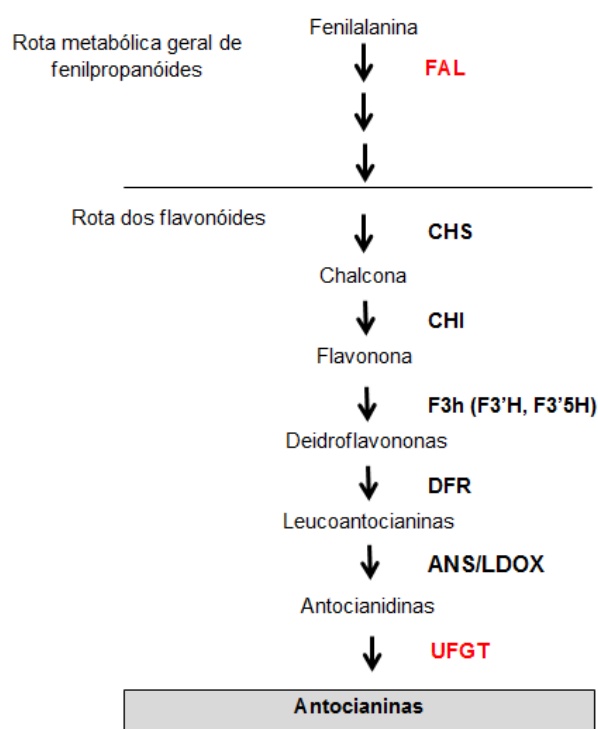 Fenilalanina
Rota metabólica geral de
fenilpropanóides
FAL
Rota dos flavonóides
CHS
Chalcona
CHI
Flavonona
F3h (F3’H, F3’5H)
Deidroflavononas
DFR
Leucoantocianinas
ANS/LDOX
Antocianidinas
UFGT
Antocianinas